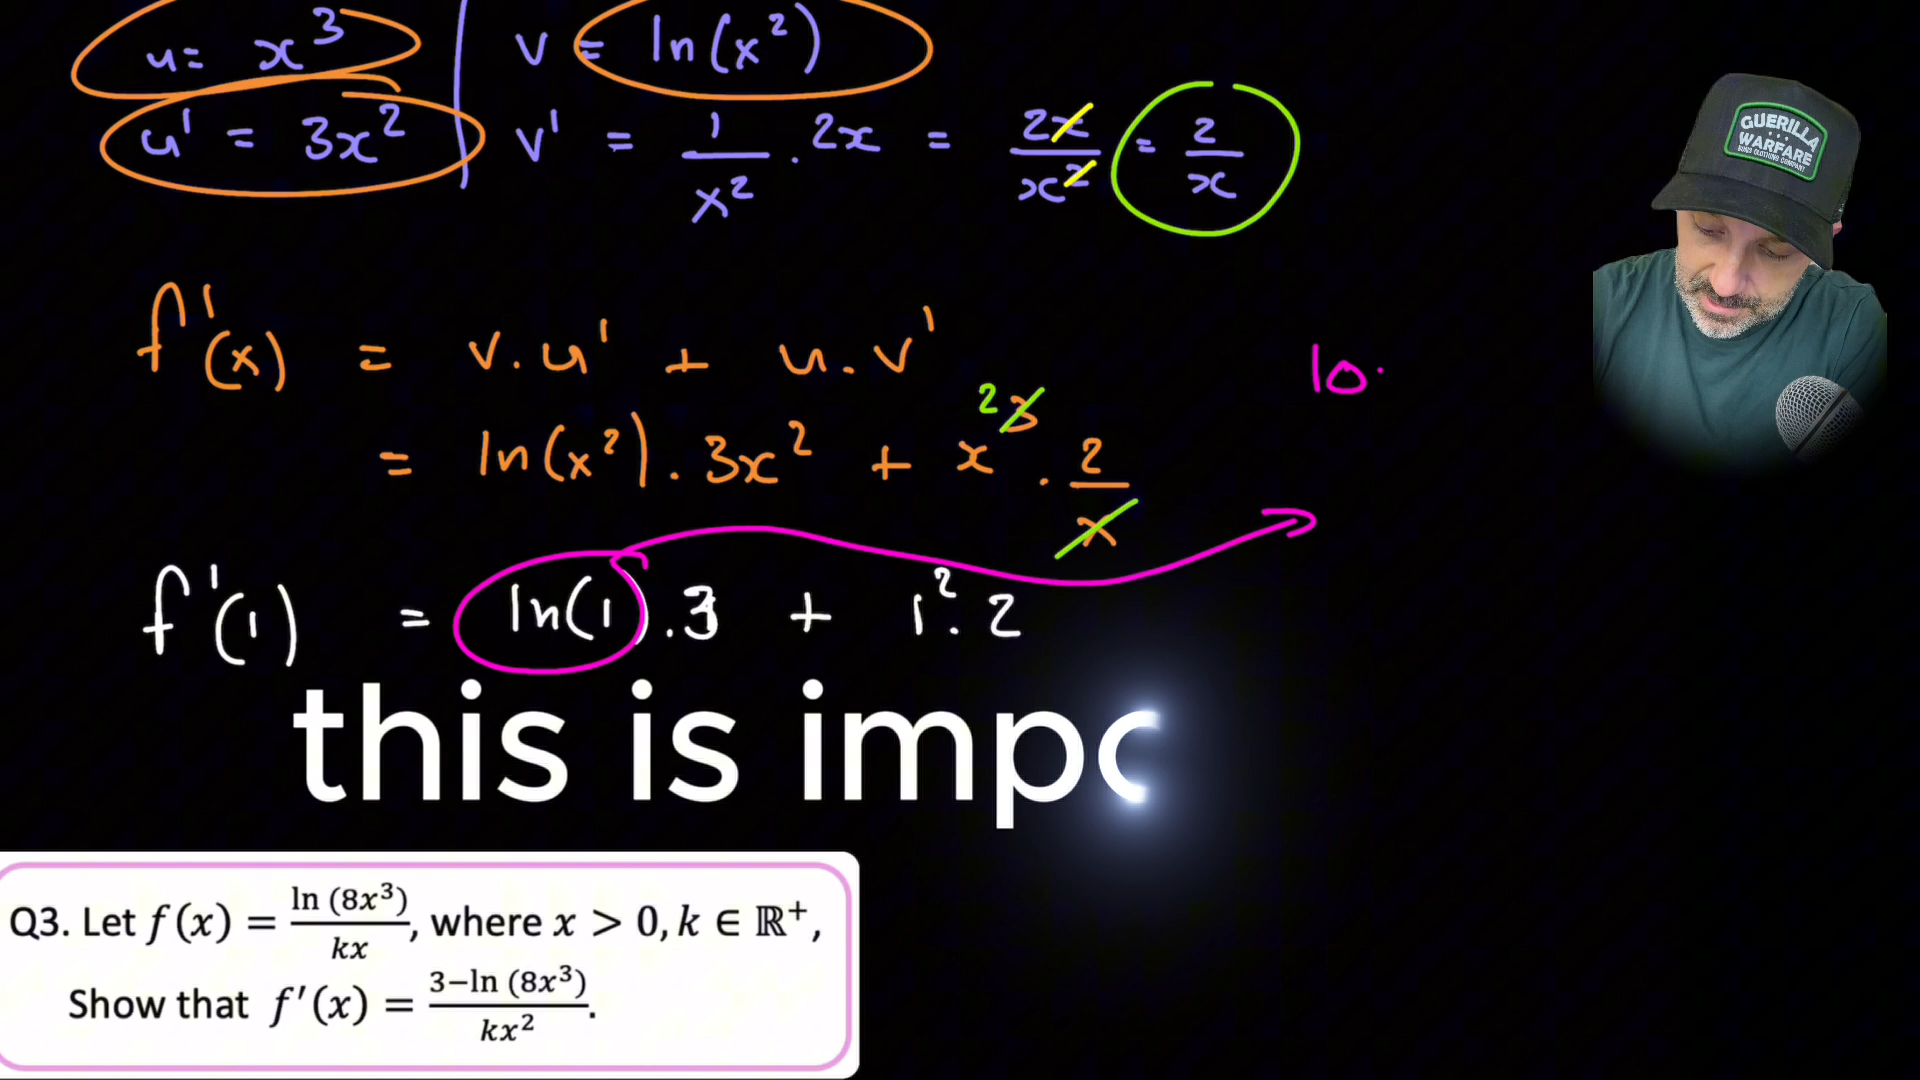 u = x³ | v = ln(x²)
u' = 3x² | v' = 1/x² . 2x = 2x/x² = 2/x
GUERILLA
WARFARE
f'(x) = v.u' + u.v'
10.
= ln(x²) . 3x² + x ² 3 . 2/x
f'(1) = ln(1).3 + 1².2
this is impo
Q3. Let f(x) = ln (8x³)/kx, where x > 0, k ∈ ℝ⁺,
Show that f′(x) = 3−ln (8x³)/kx².